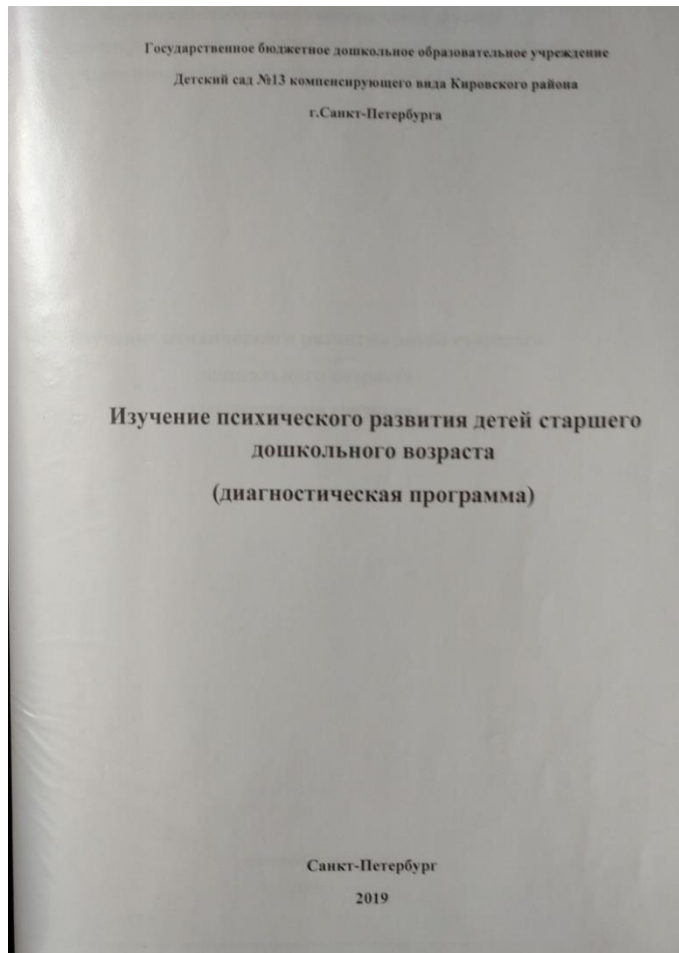 Государственное бюджетное дошкольное образовательное учреждение
Детский сад №13 компенсирующего вида Кировского района
г.Санкт-Петербурга
Изучение психического развития детей старшего
дошкольного возраста
(диагностическая программа)
Санкт-Петербург
2019